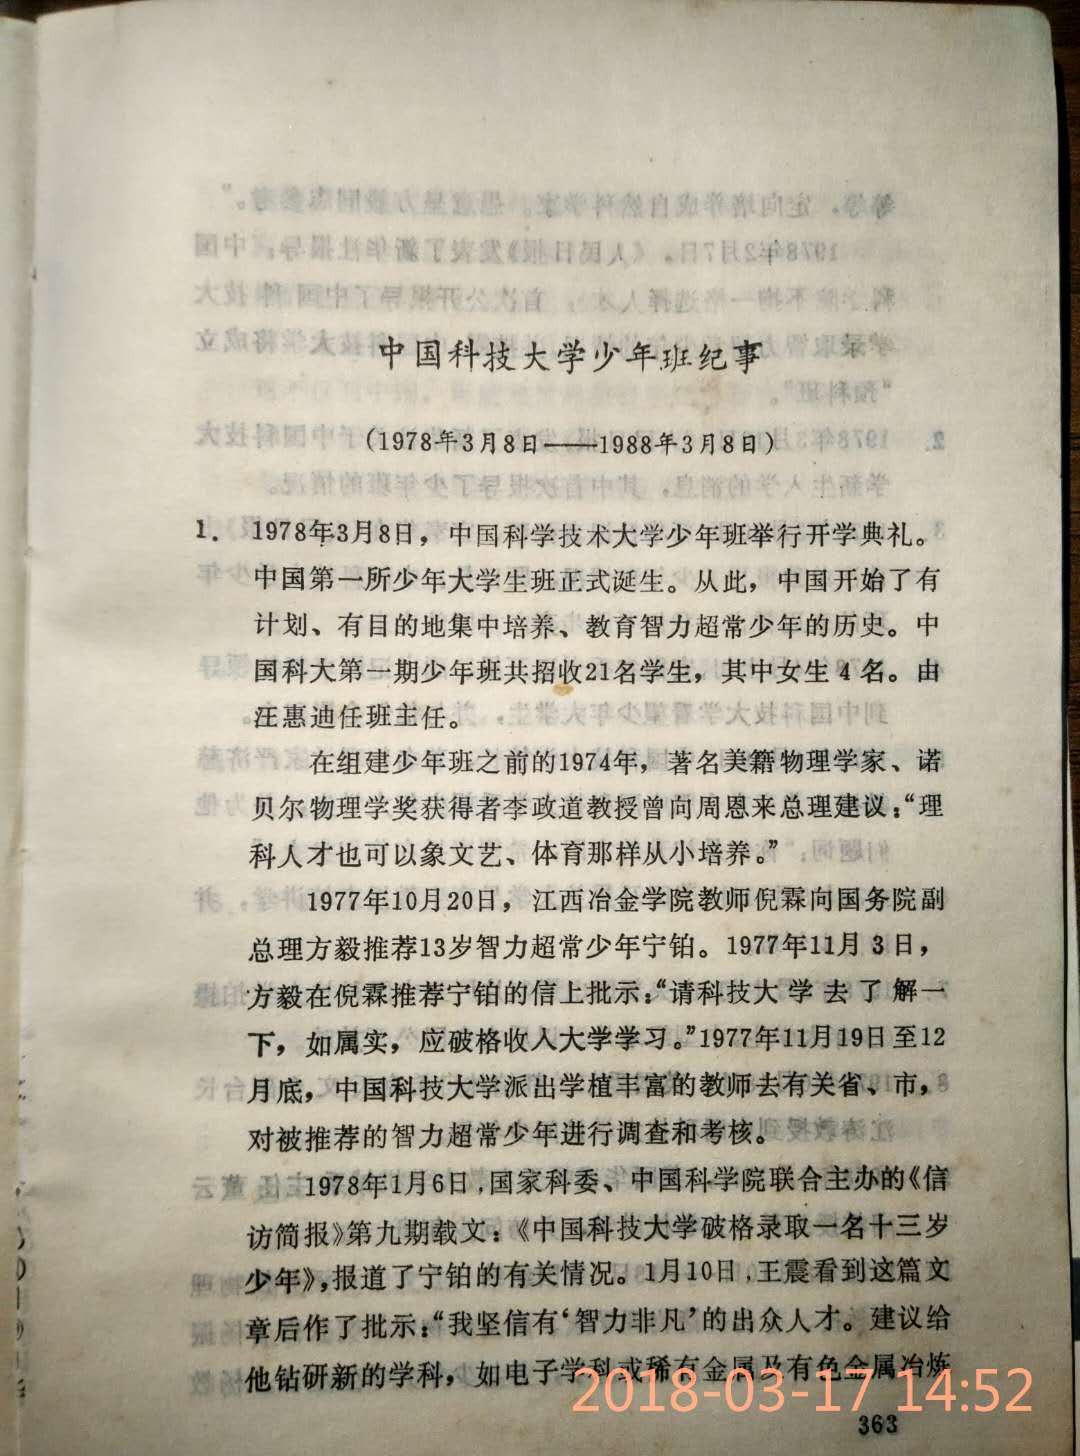 中国科技大学少年班纪事
(1978年3月8日——1988年3月8日)
1. 1978年3月8日，中国科学技术大学少年班举行开学典礼。
中国第一所少年大学生班正式诞生。从此，中国开始了有
计划、有目的地集中培养、教育智力超常少年的历史。中
国科大第一期少年班共招收21名学生，其中女生4名。由
汪惠迪任班主任。
在组建少年班之前的1974年，著名美籍物理学家、诺
贝尔物理学奖获得者李政道教授曾向周恩来总理建议：“理
科人才也可以象文艺、体育那样从小培养。”
1977年10月20日，江西冶金学院教师倪霖向国务院副
总理方毅推荐13岁智力超常少年宁铂。1977年11月3日，
方毅在倪霖推荐宁铂的信上批示：“请科技大学去了解一
下，如属实，应破格收入大学学习。”1977年11月19日至12
月底，中国科技大学派出学植丰富的教师去有关省、市，
对被推荐的智力超常少年进行调查和考核。
1978年1月6日，国家科委、中国科学院联合主办的《信
访简报》第九期载文：《中国科技大学破格录取一名十三岁
少年》，报道了宁铂的有关情况。1月10日，王震看到这篇文
章后作了批示：“我坚信有‘智力非凡’的出众人才。建议给
他钻研新的学科，如电子学科或稀有金属及有色金属冶炼
2018-03-17 14:52
363